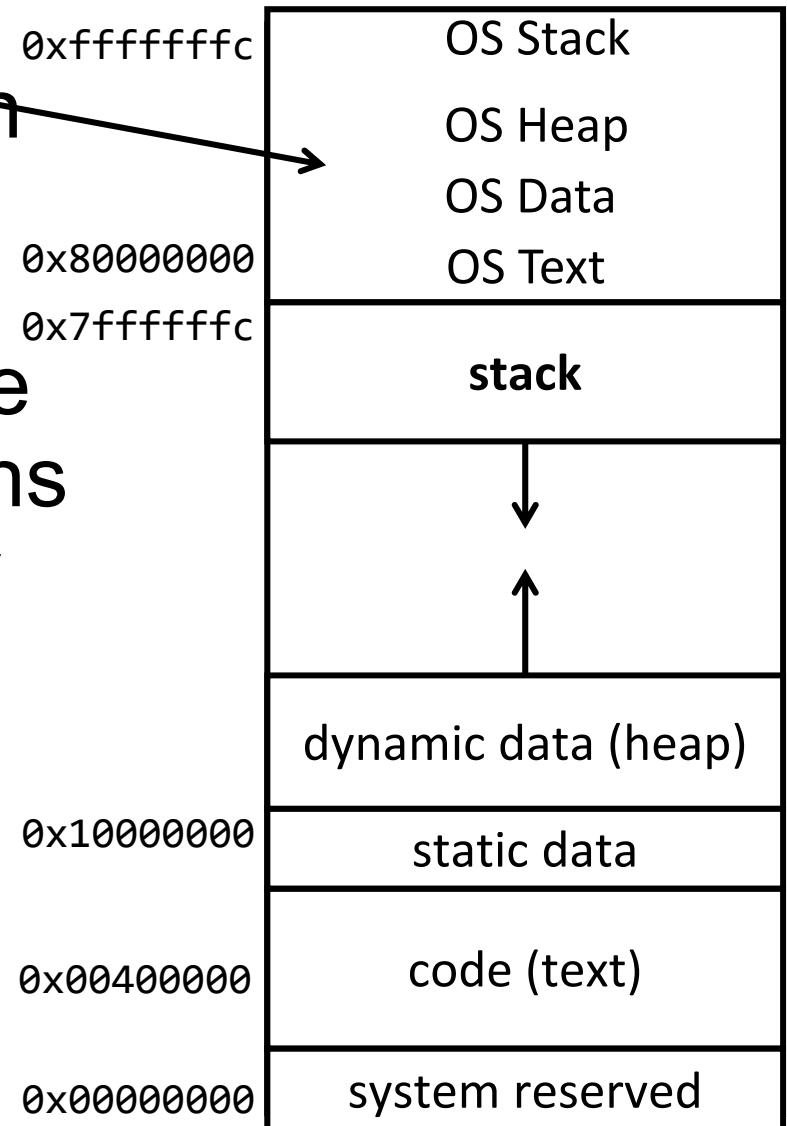 0xfffffffc OS Stack
OS Heap
OS Data
0x80000000 OS Text
0x7ffffffc
stack
dynamic data (heap)
0x10000000 static data
0x00400000 code (text)
0x00000000 system reserved